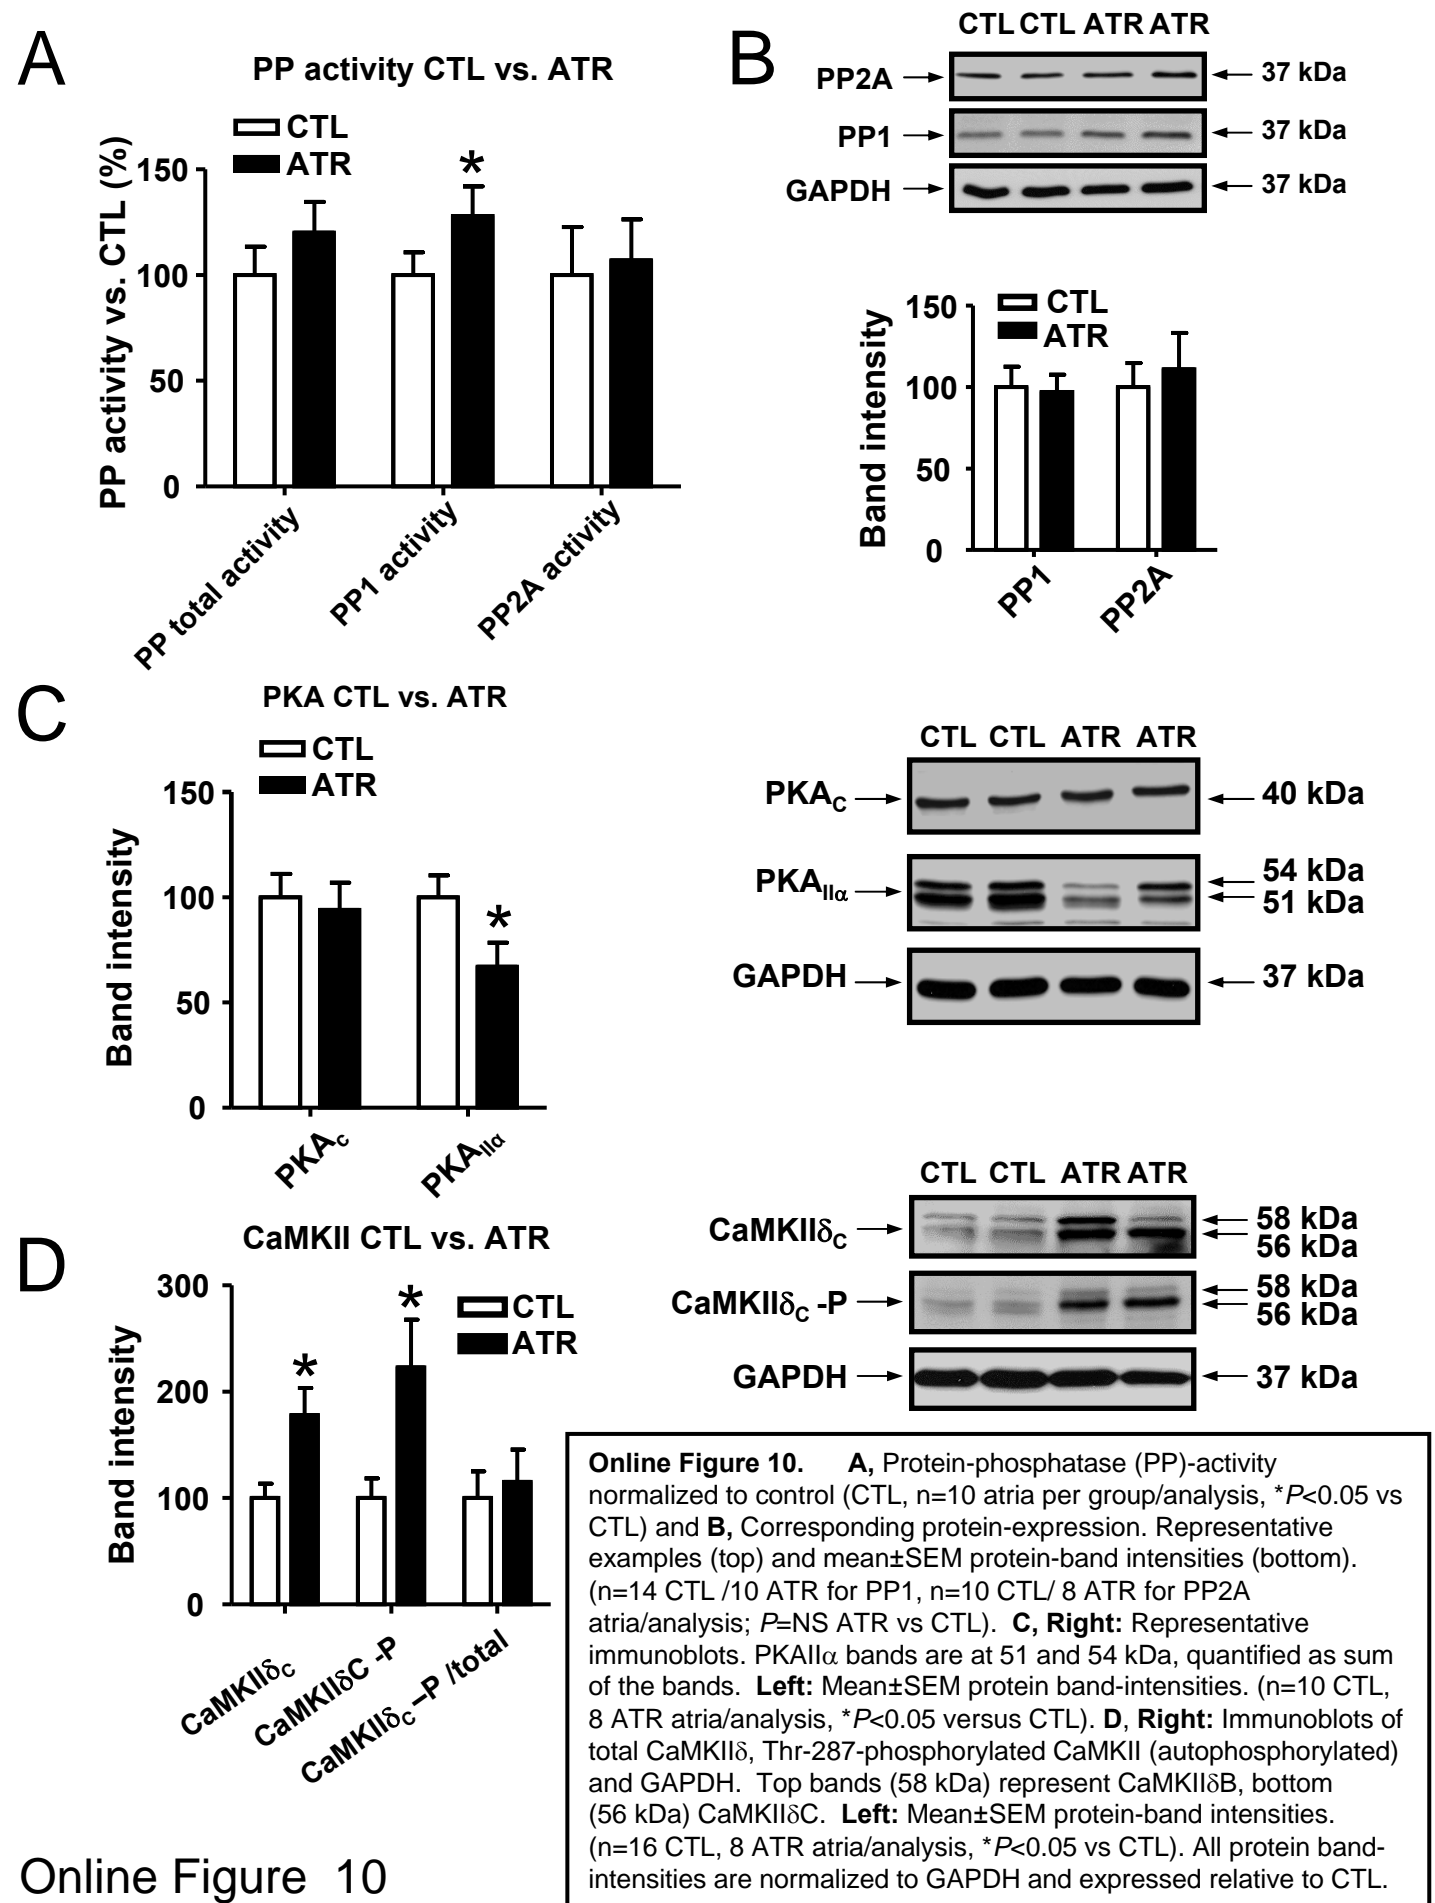 A
PP activity CTL vs. ATR
CTL
ATR
PP activity vs. CTL (%)
150
100
50
0
*
PP total activity
PP1 activity
PP2A activity
B
CTL CTL ATR ATR
PP2A 37 kDa
PP1 37 kDa
GAPDH 37 kDa
CTL
ATR
Band intensity
150
100
50
0
PP1
PP2A
C
PKA CTL vs. ATR
CTL
ATR
Band intensity
150
100
50
0
*
PKAC
PKAIIα
CTL CTL ATR ATR
PKAC 40 kDa
PKAIIα 54 kDa
51 kDa
GAPDH 37 kDa
D
CaMKII CTL vs. ATR
CTL
ATR
Band intensity
300
200
100
0
*
*
CaMKIIδC
CaMKIIδC -P
CaMKIIδC–P /total
CTL CTL ATR ATR
CaMKIIδC 58 kDa
56 kDa
CaMKIIδC -P 58 kDa
56 kDa
GAPDH 37 kDa
Online Figure 10. A, Protein-phosphatase (PP)-activity
normalized to control (CTL, n=10 atria per group/analysis, *P<0.05 vs
CTL) and B, Corresponding protein-expression. Representative
examples (top) and mean±SEM protein-band intensities (bottom).
(n=14 CTL /10 ATR for PP1, n=10 CTL/ 8 ATR for PP2A
atria/analysis; P=NS ATR vs CTL). C, Right: Representative
immunoblots. PKAIIα bands are at 51 and 54 kDa, quantified as sum
of the bands. Left: Mean±SEM protein band-intensities. (n=10 CTL,
8 ATR atria/analysis, *P<0.05 versus CTL). D, Right: Immunoblots of
total CaMKIIδ, Thr-287-phosphorylated CaMKII (autophosphorylated)
and GAPDH. Top bands (58 kDa) represent CaMKIIδB, bottom
(56 kDa) CaMKIIδC. Left: Mean±SEM protein-band intensities.
(n=16 CTL, 8 ATR atria/analysis, *P<0.05 vs CTL). All protein band-
intensities are normalized to GAPDH and expressed relative to CTL.
Online Figure 10